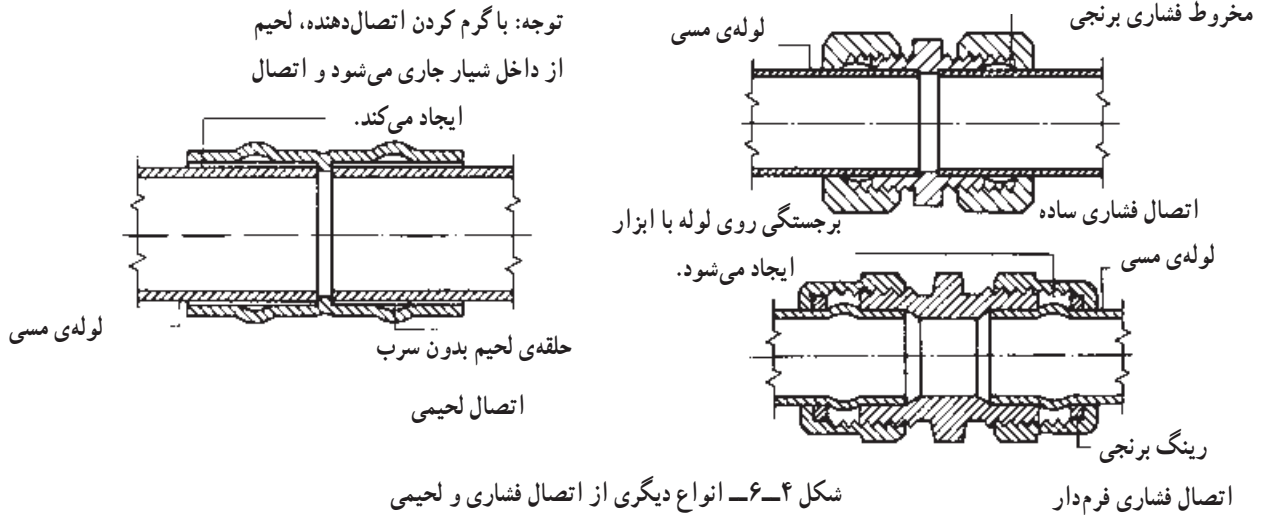 مخروط فشاری برنجی
لوله‌ی مسی
اتصال فشاری ساده
برجستگی روی لوله با ابزار
ایجاد می‌شود.
لوله‌ی مسی
رینگ برنجی
اتصال فشاری فرم‌دار
توجه: با گرم کردن اتصال‌دهنده، لحیم
از داخل شیار جاری می‌شود و اتصال
ایجاد می‌کند.
لوله‌ی مسی
حلقه‌ی لحیم بدون سرب
اتصال لحیمی
شکل ۴ــ۶ــ انواع دیگری از اتصال فشاری و لحیمی